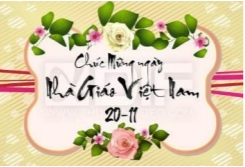 Chúc Mừng ngày
Nhà Giáo Việt Nam
20-11